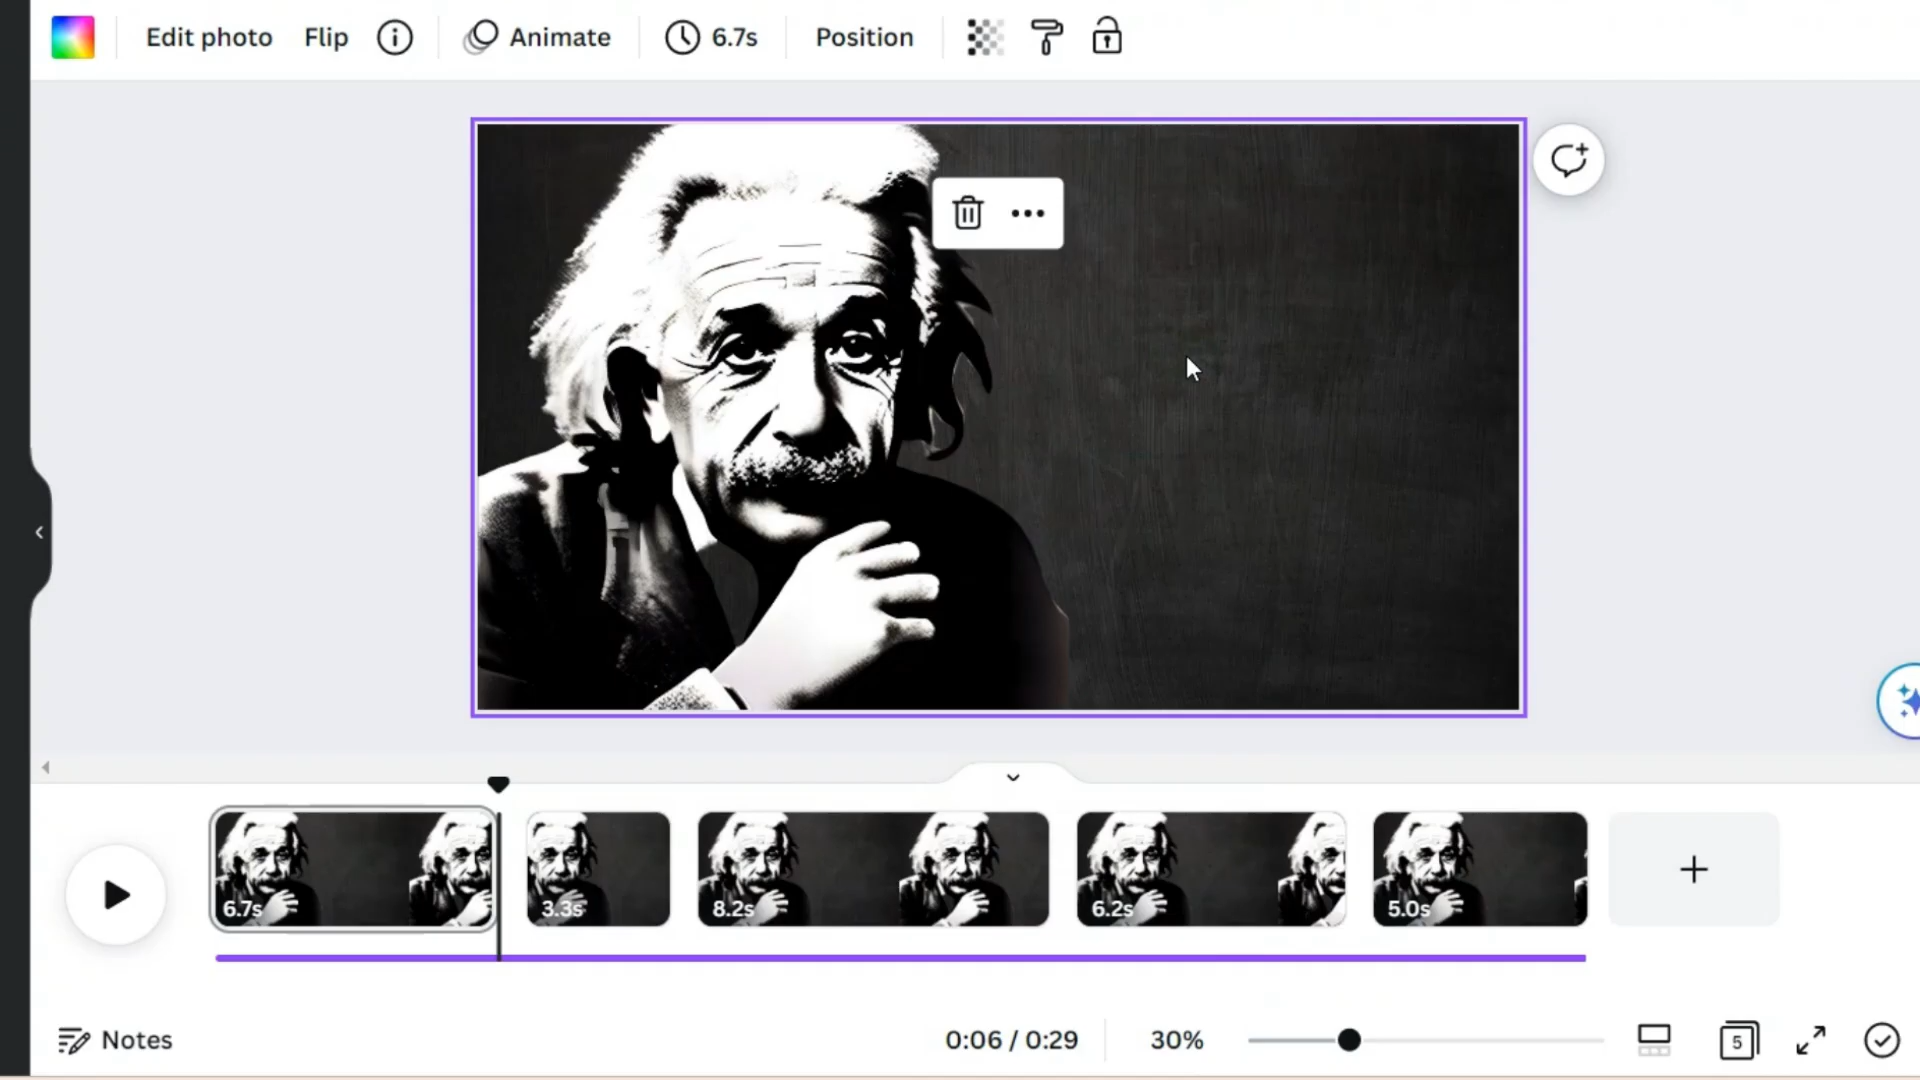 Edit photo Flip Animate 6.7s Position
6.7s 3.3s 8.2s 6.2s 5.0s
Notes 0:06 / 0:29 30% 5